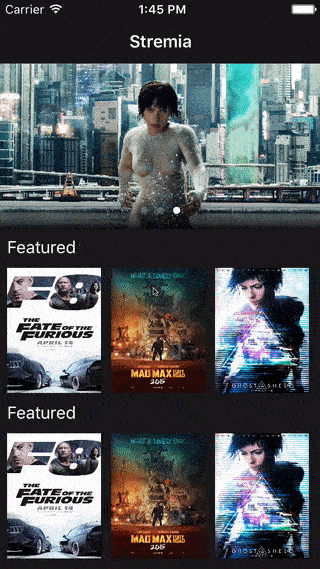 Carrier 1:45 PM
Stremia
Featured
THE
FATE OF THE
FURIOUS
APRIL 14
WHAT A LOVELY DAY.
MAD MAX
FURY ROAD
2015
GHOST IN THE SHELL
Featured
THE
FATE OF THE
FURIOUS
APRIL 14
WHAT A LOVELY DAY.
MAD MAX
FURY ROAD
2015
GHOST IN THE SHELL